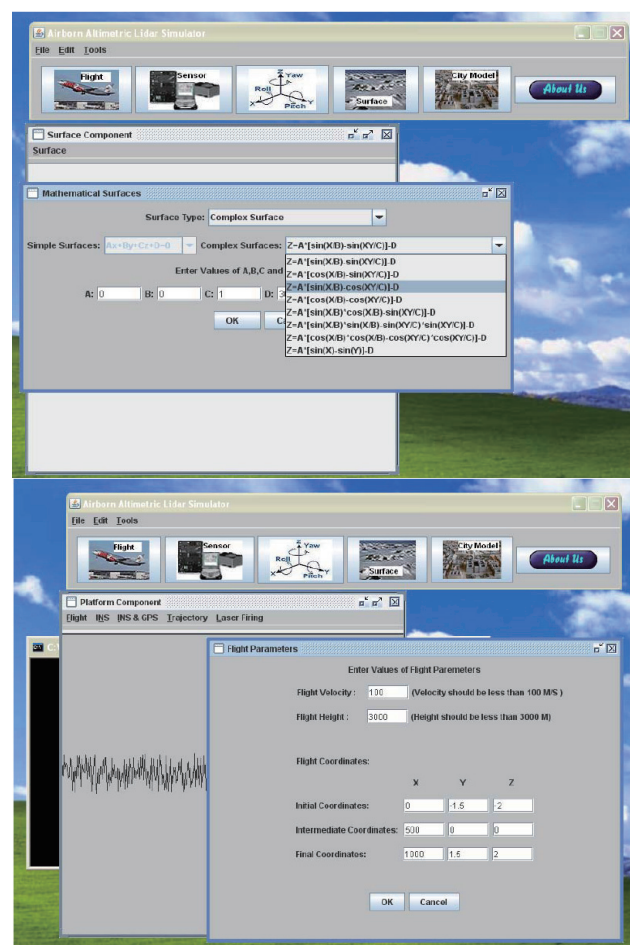 Airborn Altimetric Lidar Simulator
File Edit Tools
Flight Sensor Z Yaw Roll X Pitch Y Surface City Model About Us
Surface Component
Surface
Mathematical Surfaces
Surface Type: Complex Surface
Simple Surfaces: Ax+By+Cz+D=0 Complex Surfaces: Z=A*[sin(X/B)-sin(XY/C)]-D
Z=A*[sin(X/B)-sin(XY/C)]-D
Enter Values of A,B,C and
Z=A*[cos(X/B)-sin(XY/C)]-D
A: 0 B: 0 C: 1 D: 3
Z=A*[sin(X/B)-cos(XY/C)]-D
Z=A*[cos(X/B)-cos(XY/C)]-D
Z=A*[sin(X/B)*cos(X/B)-sin(XY/C)]-D
OK C
Z=A*[sin(X/B)*sin(X/B)-sin(XY/C)*sin(XY/C)]-D
Z=A*[cos(X/B)*cos(X/B)-cos(XY/C)*cos(XY/C)]-D
Z=A*[sin(X)-sin(Y)]-D
Airborn Altimetric Lidar Simulator
File Edit Tools
Flight Sensor Z Yaw Roll X Pitch Y Surface City Model About Us
Platform Component
Flight INS INS & GPS Trajectory Laser Firing
Flight Parameters
Enter Values of Flight Paremeters
Flight Velocity : 100 (Velocity should be less than 100 M/S )
Flight Height : 3000 (Height should be less than 3000 M)
Flight Coordinates:
X Y Z
Initial Coordinates: 0 -1.5 -2
Intermediate Coordinates: 500 0 0
Final Coordinates: 1000 1.5 2
OK Cancel